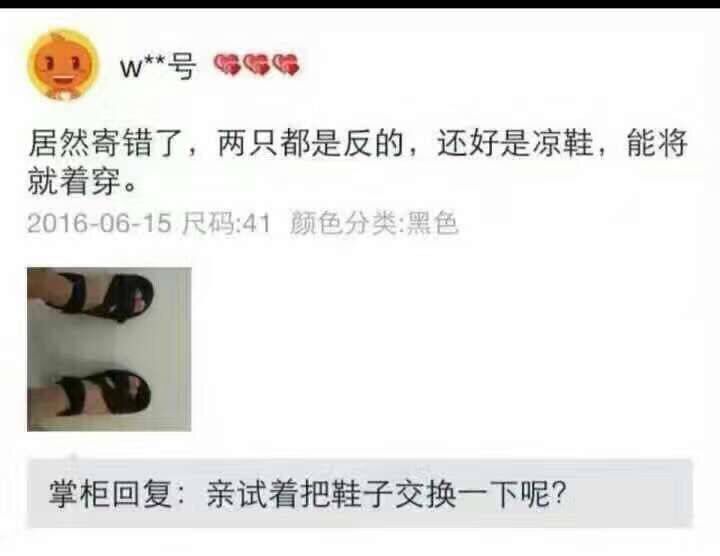 w**号
居然寄错了，两只都是反的，还好是凉鞋，能将
就着穿。
2016-06-15 尺码:41 颜色分类:黑色
掌柜回复：亲试着把鞋子交换一下呢?